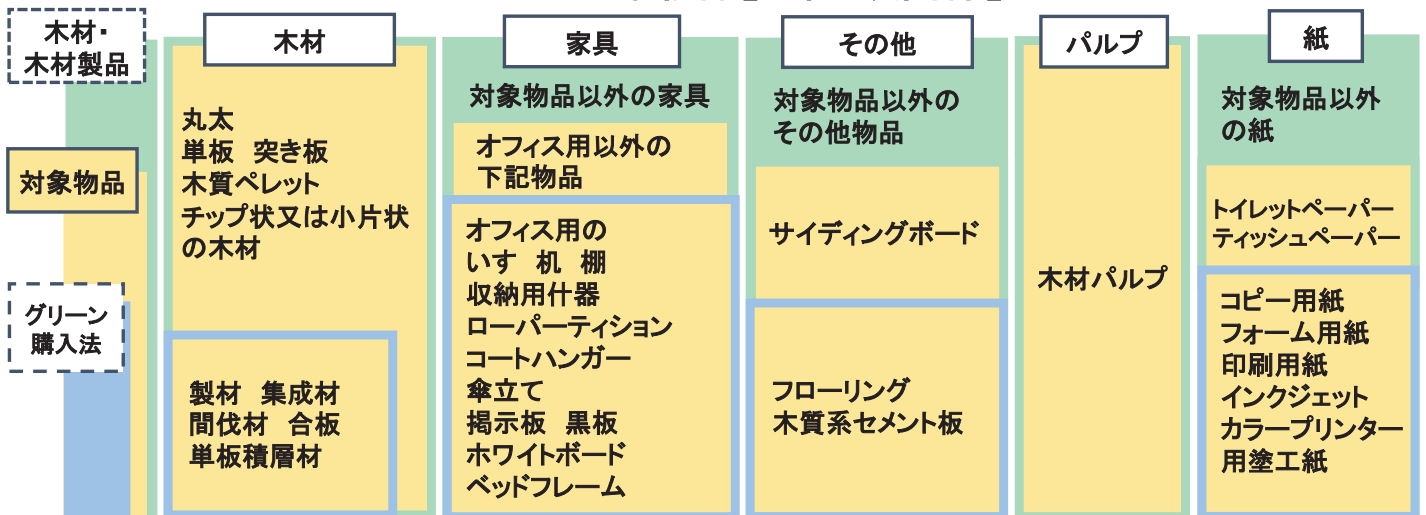 木材・
木材製品
対象物品
グリーン
購入法
木材
丸太
単板 突き板
木質ペレット
チップ状又は小片状
の木材
製材 集成材
間伐材 合板
単板積層材
家具
対象物品以外の家具
オフィス用以外の
下記物品
オフィス用の
いす 机 棚
収納用什器
ローパーティション
コートハンガー
傘立て
掲示板 黒板
ホワイトボード
ベッドフレーム
その他
対象物品以外の
その他物品
サイディングボード
フローリング
木質系セメント板
パルプ
木材パルプ
紙
対象物品以外
の紙
トイレットペーパー
ティッシュペーパー
コピー用紙
フォーム用紙
印刷用紙
インクジェット
カラープリンター
用塗工紙